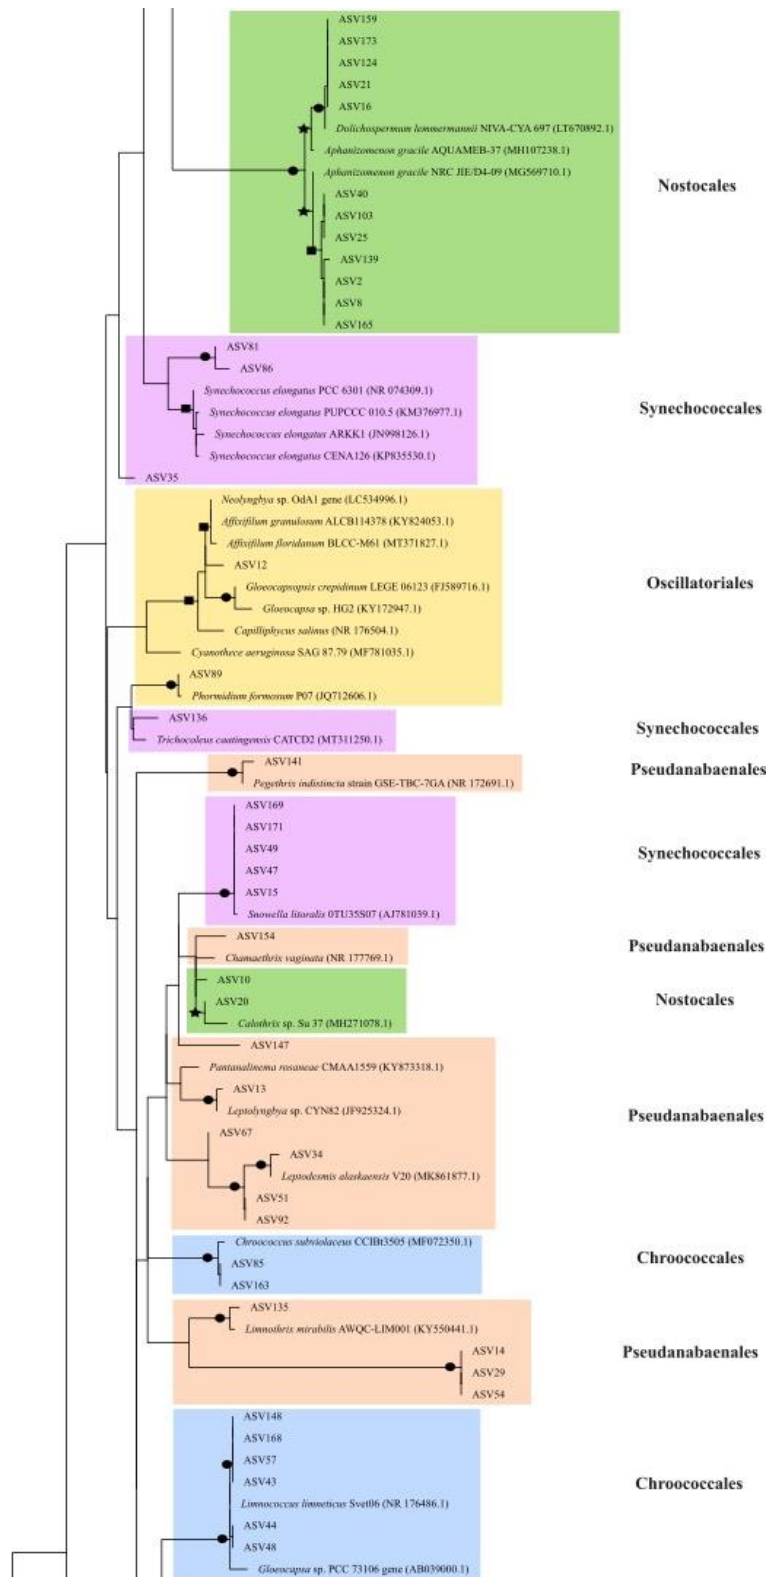 ASV159
ASV173
ASV124
ASV21
ASV16
Dolichospermum lemmermannii NIVA-CYA 697 (LT670892.1)
Aphanizomenon gracile AQUAMEB-37 (MH107238.1)
Aphanizomenon gracile NRC JIE/D4-09 (MG569710.1)
Nostocales
ASV40
ASV103
ASV25
ASV139
ASV2
ASV8
ASV165
ASV81
ASV86
Synechococcus elongatus PCC 6301 (NR 074309.1)
Synechococcus elongatus PUPCCC 010.5 (KM376977.1)
Synechococcales
Synechococcus elongatus ARKK1 (JN998126.1)
Synechococcus elongatus CENA126 (KP835530.1)
ASV35
Neolyngbya sp. OdA1 gene (LC534996.1)
Affixifilum granulosum ALCB114378 (KY824053.1)
Affixifilum floridanum BLCC-M61 (MT371827.1)
ASV12
Oscillatoriales
Gloeocapsopsis crepidinum LEGE 06123 (FJ589716.1)
Gloeocapsa sp. HG2 (KY172947.1)
Capilliphycus salinus (NR 176504.1)
Cyanothece aeruginosa SAG 87.79 (MF781035.1)
ASV89
Phormidium formosum P07 (JQ712606.1)
ASV136
Synechococcales
Trichocoleus caatingensis CATCD2 (MT311250.1)
ASV141
Pseudanabaenales
Pegethrix indistincta strain GSE-TBC-7GA (NR 172691.1)
ASV169
ASV171
ASV49
Synechococcales
ASV47
ASV15
Snowella litoralis 0TU35S07 (AJ781039.1)
ASV154
Pseudanabaenales
Chamaethrix vaginata (NR 177769.1)
ASV10
ASV20
Nostocales
Calothrix sp. Su 37 (MH271078.1)
ASV147
Pantanalinema rosaneae CMAA1559 (KY873318.1)
ASV13
Leptolyngbya sp. CYN82 (JF925324.1)
Pseudanabaenales
ASV67
ASV34
Leptodesmis alaskaensis V20 (MK861877.1)
ASV51
ASV92
Chroococcus subviolaceus CCIBt3505 (MF072350.1)
Chroococcales
ASV85
ASV163
ASV135
Limnothrix mirabilis AWQC-LIM001 (KY550441.1)
Pseudanabaenales
ASV14
ASV29
ASV54
ASV148
ASV168
ASV57
ASV43
Chroococcales
Limnococcus limneticus Svet06 (NR 176486.1)
ASV44
ASV48
Gloeocapsa sp. PCC 73106 gene (AB039000.1)